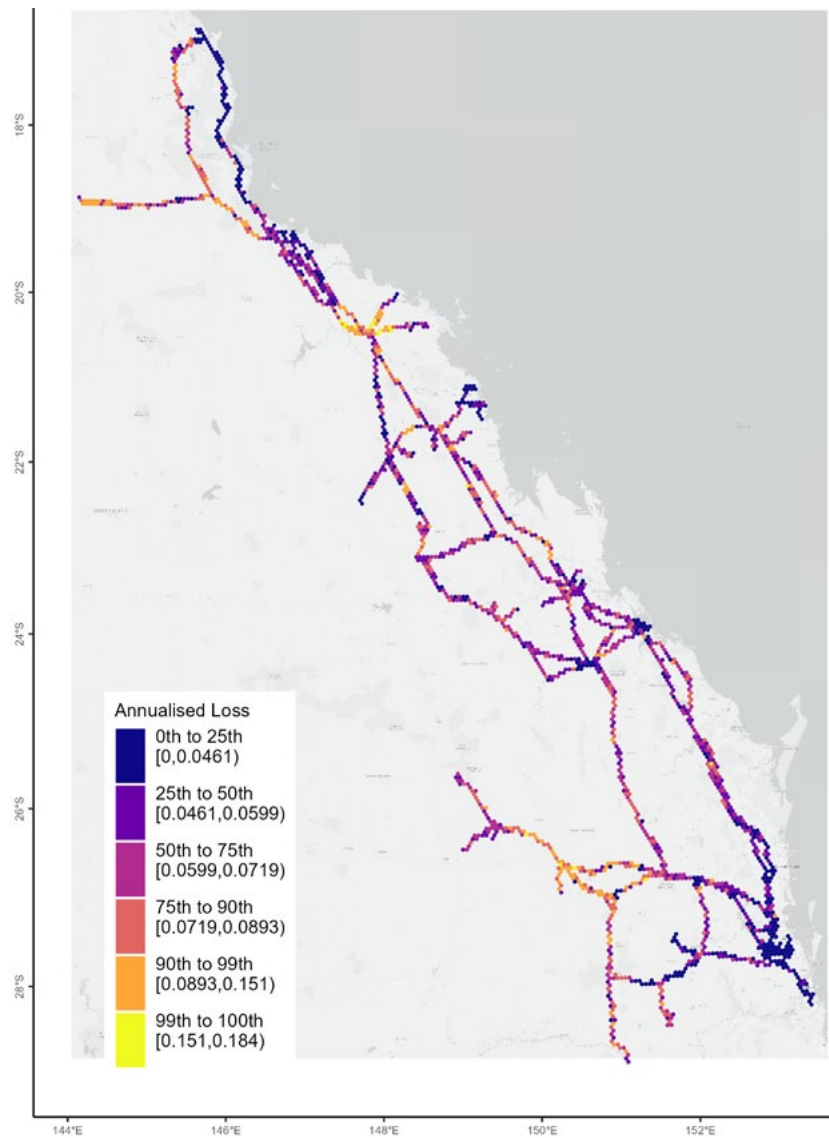 18°S
20°S
22°S
24°S
26°S
28°S
Annualised Loss
0th to 25th
[0,0.0461)
25th to 50th
[0.0461,0.0599)
50th to 75th
[0.0599,0.0719)
75th to 90th
[0.0719,0.0893)
90th to 99th
[0.0893,0.151)
99th to 100th
[0.151,0.184)
144°E
146°E
148°E
150°E
152°E